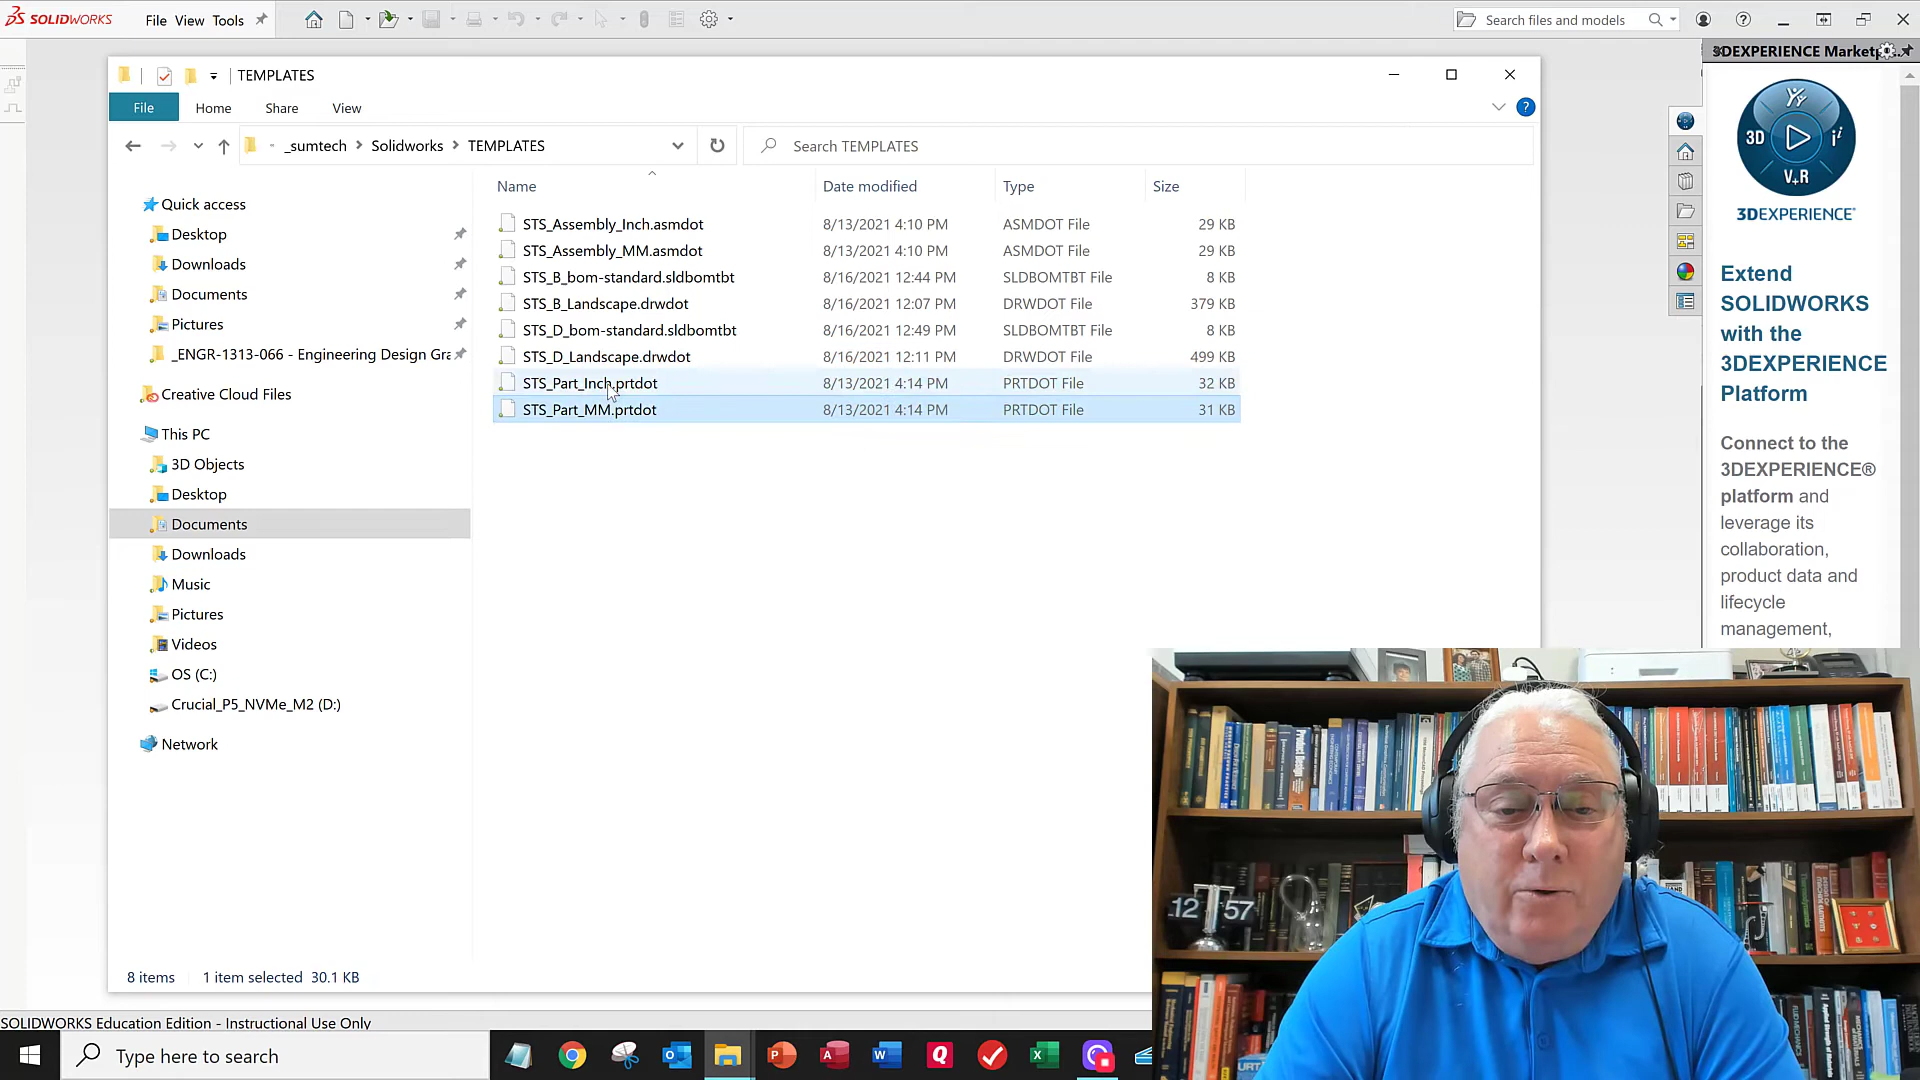 SOLIDWORKS File View Tools Search files and models
TEMPLATES
3DEXPERIENCE Marketp...
File Home Share View
_sumtech Solidworks TEMPLATES Search TEMPLATES
Name Date modified Type Size
Quick access
Desktop
Downloads
Documents
Pictures
_ENGR-1313-066 - Engineering Design Gra
Creative Cloud Files
This PC
3D Objects
Desktop
Documents
Downloads
Music
Pictures
Videos
OS (C:)
Crucial_P5_NVMe_M2 (D:)
Network
STS_Assembly_Inch.asmdot 8/13/2021 4:10 PM ASMDOT File 29 KB
STS_Assembly_MM.asmdot 8/13/2021 4:10 PM ASMDOT File 29 KB
STS_B_bom-standard.sldbomtbt 8/16/2021 12:44 PM SLDBOMTBT File 8 KB
STS_B_Landscape.drwdot 8/16/2021 12:07 PM DRWDOT File 379 KB
STS_D_bom-standard.sldbomtbt 8/16/2021 12:49 PM SLDBOMTBT File 8 KB
STS_D_Landscape.drwdot 8/16/2021 12:11 PM DRWDOT File 499 KB
STS_Part_Inch.prtdot 8/13/2021 4:14 PM PRTDOT File 32 KB
STS_Part_MM.prtdot 8/13/2021 4:14 PM PRTDOT File 31 KB
3D i² V+R
3DEXPERIENCE®
Extend
SOLIDWORKS
with the
3DEXPERIENCE
Platform
Connect to the
3DEXPERIENCE®
platform and
leverage its
collaboration,
product data and
lifecycle
management,
Product Design
12 57
8 items 1 item selected 30.1 KB
SOLIDWORKS Education Edition - Instructional Use Only
Type here to search